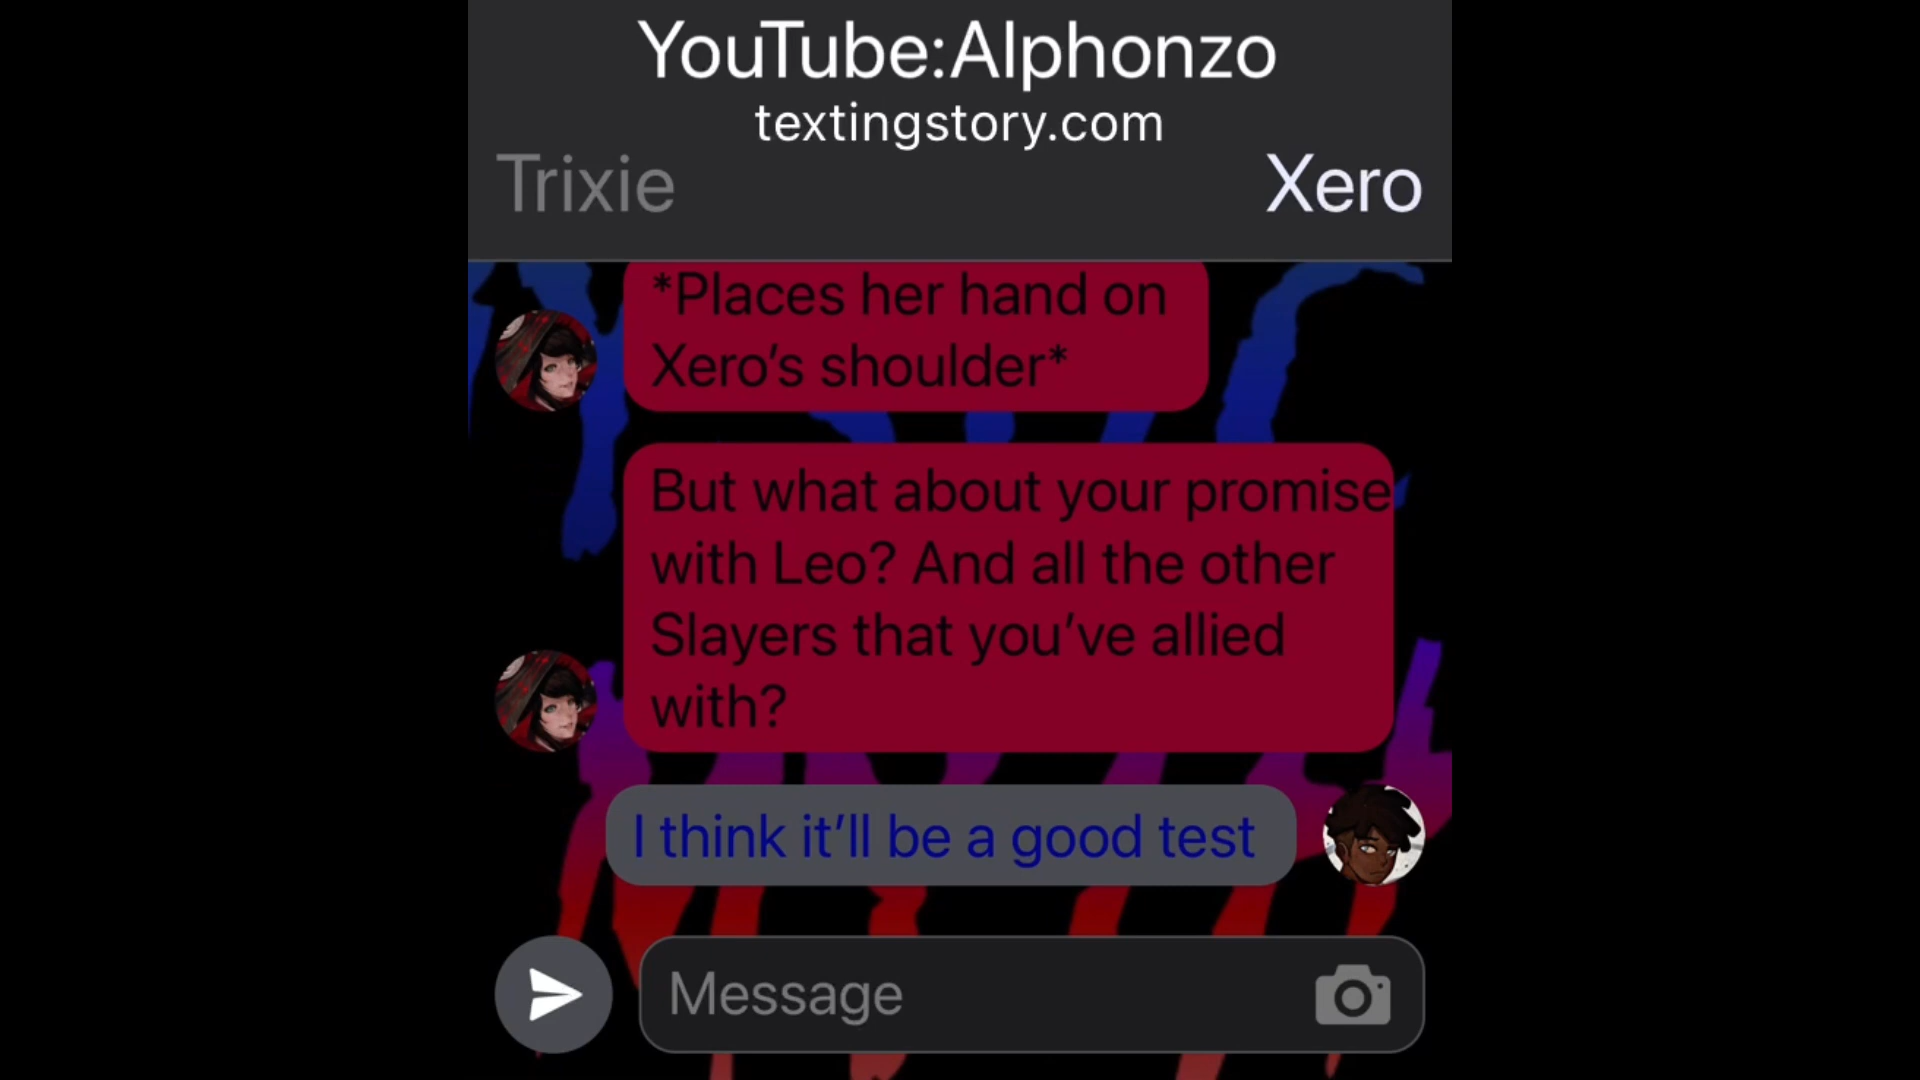 YouTube:Alphonzo
textingstory.com
Trixie
Xero
*Places her hand on
Xero’s shoulder*
But what about your promise
with Leo? And all the other
Slayers that you’ve allied
with?
I think it’ll be a good test
Message